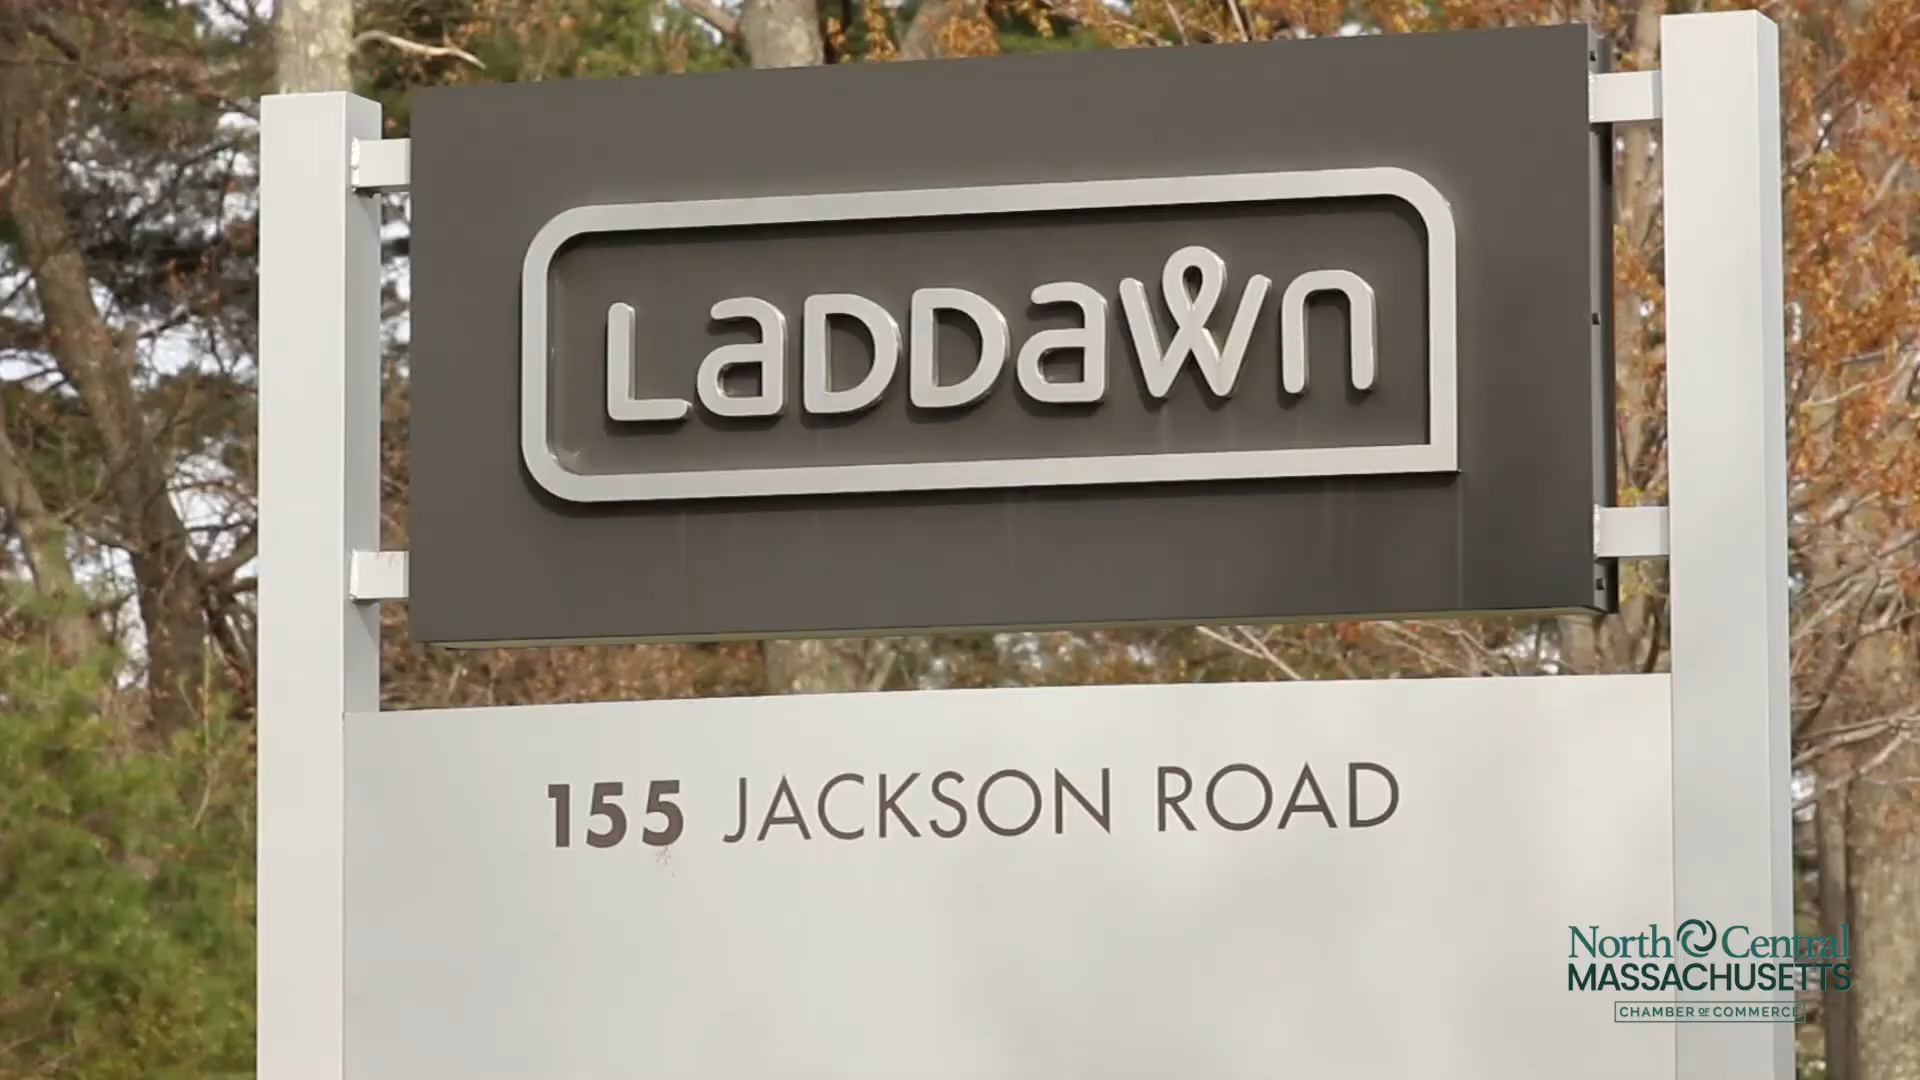 LaDDawn
155 JACKSON ROAD
North Central
MASSACHUSETTS
CHAMBER OF COMMERCE